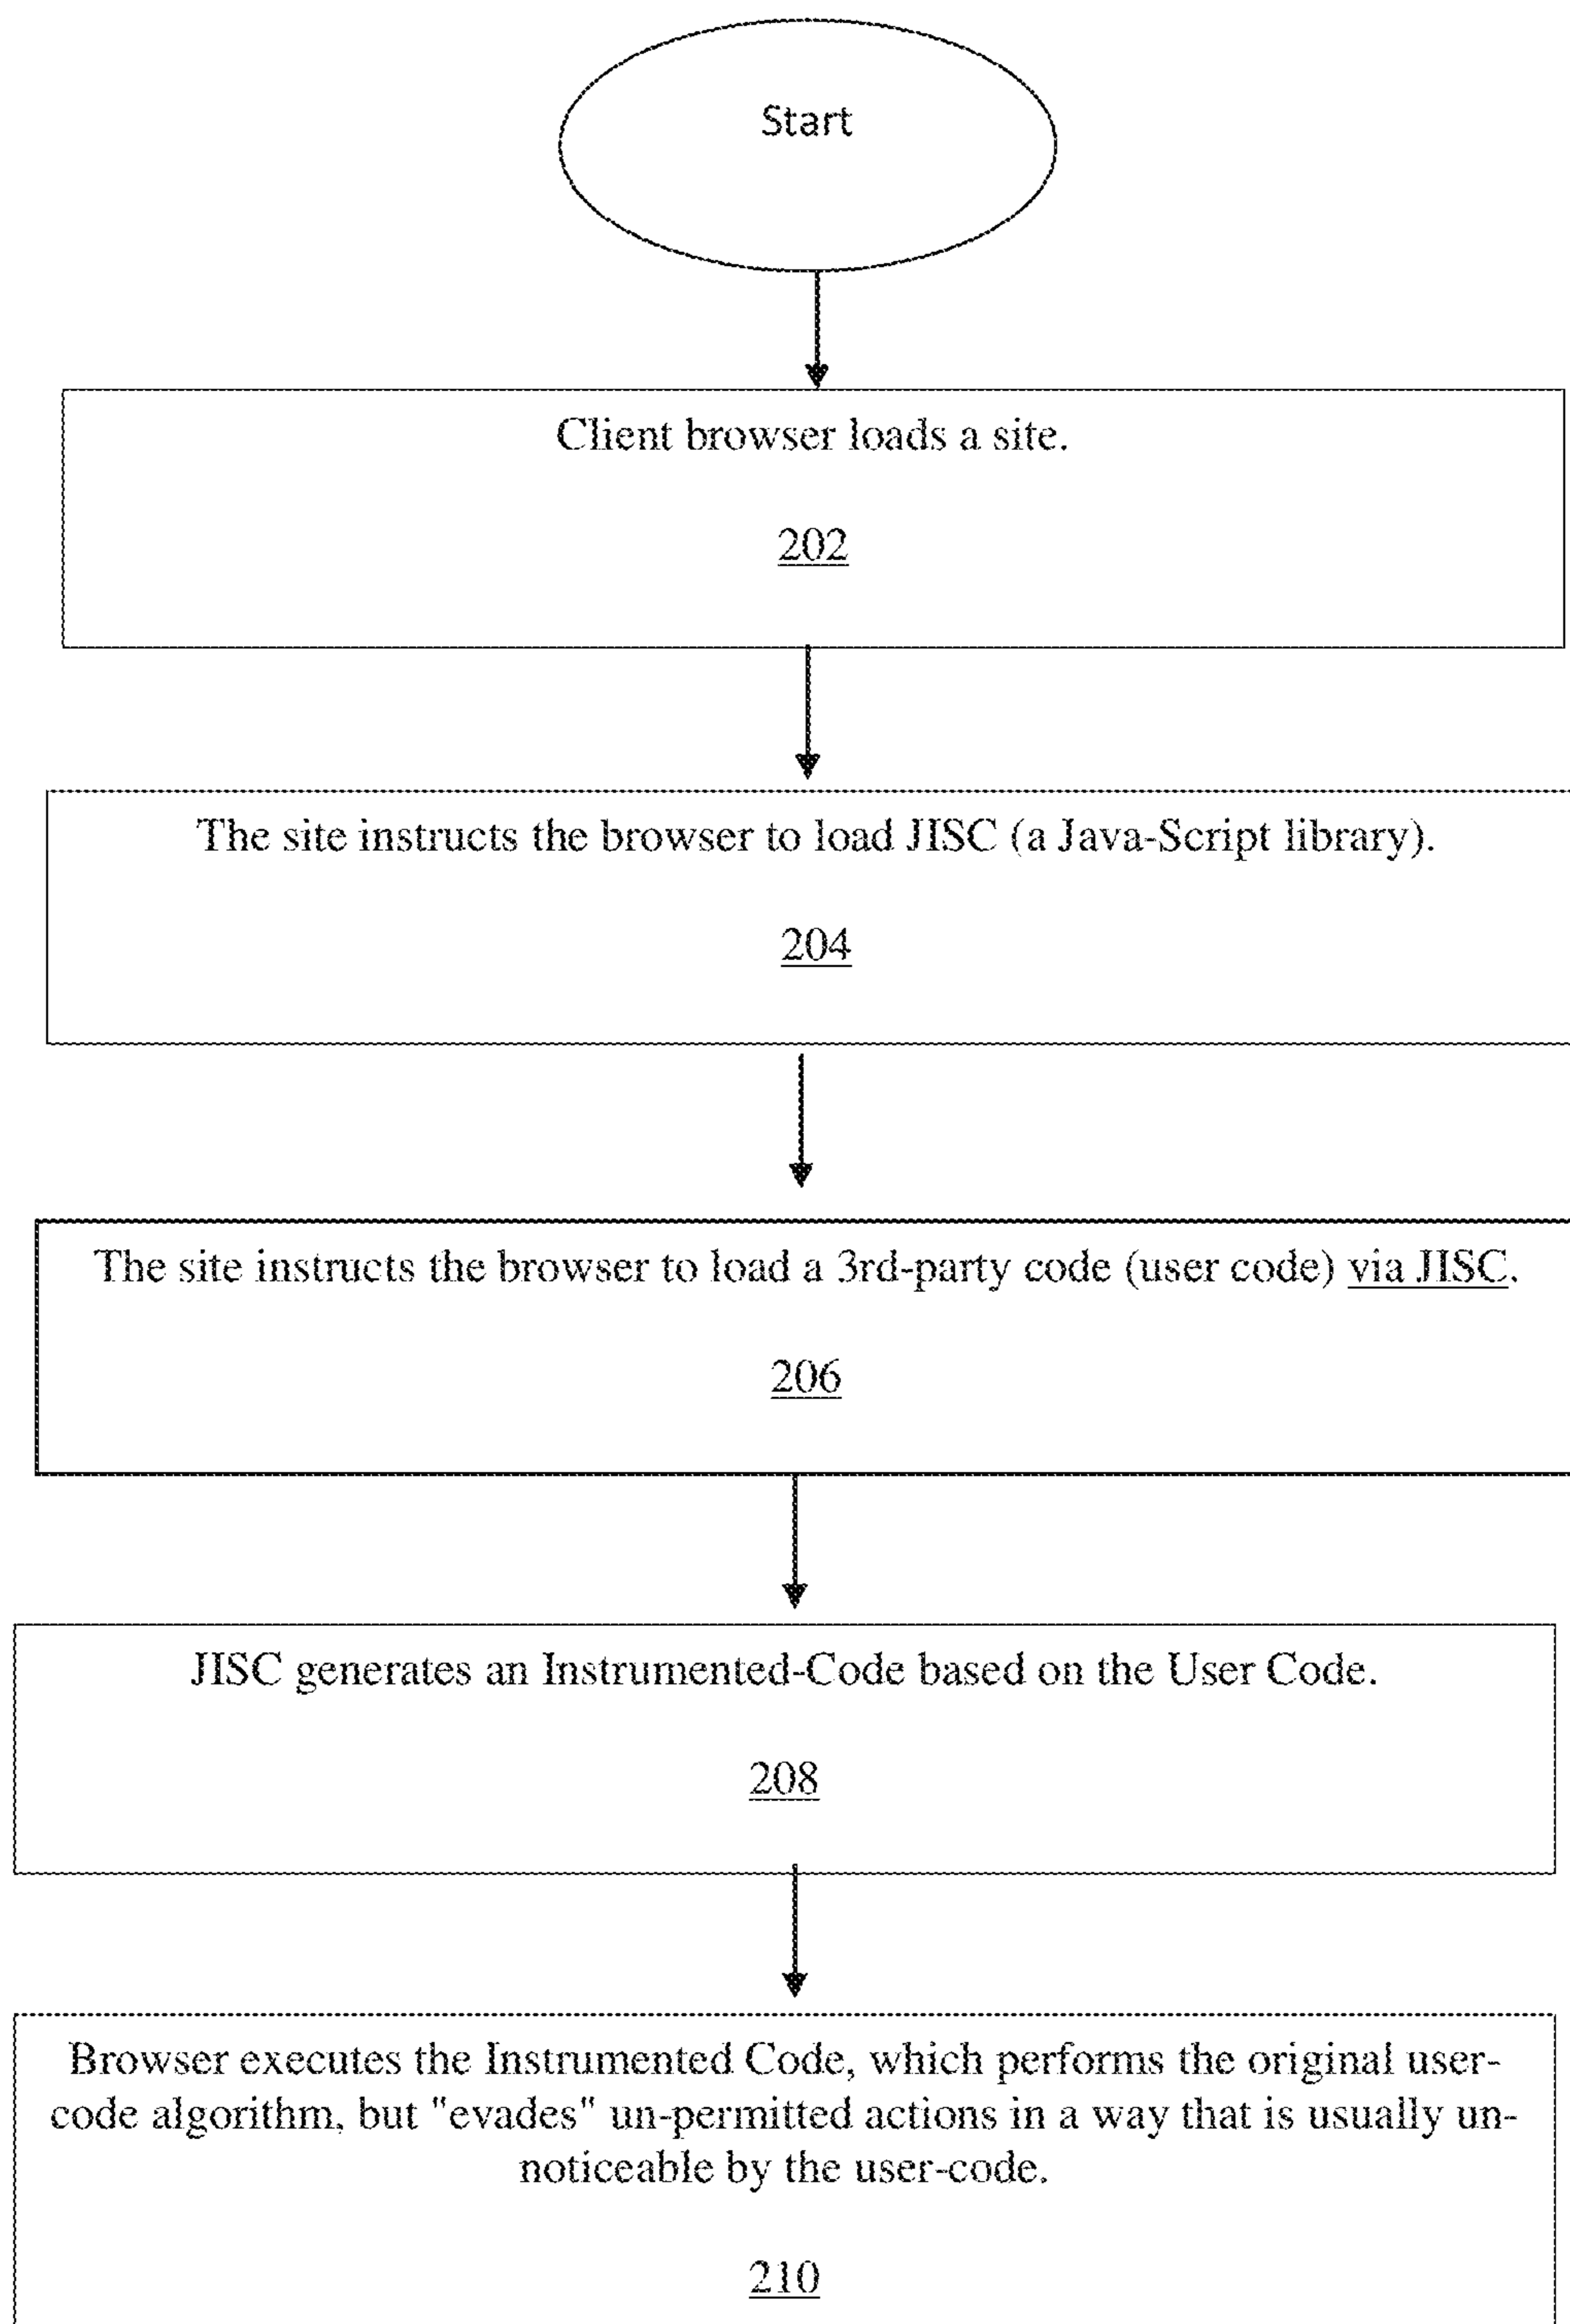 Start
Client browser loads a site.
202
The site instructs the browser to load JISC (a Java-Script library).
204
The site instructs the browser to load a 3rd-party code (user code) via JISC.
206
JISC generates an Instrumented-Code based on the User Code.
208
Browser executes the Instrumented Code, which performs the original user-
code algorithm, but "evades" un-permitted actions in a way that is usually un-
noticeable by the user-code.
210